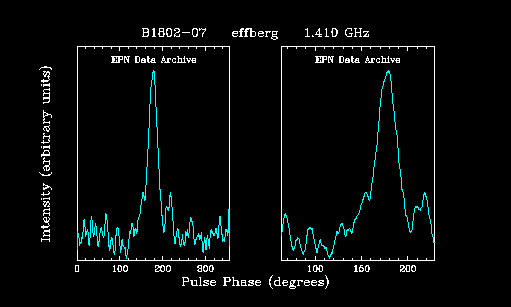 B1802-07 effberg 1.410 GHz
EPN Data Archive EPN Data Archive
Intensity (arbitrary units)
0 100 200 300 100 200
Pulse Phase (degrees)